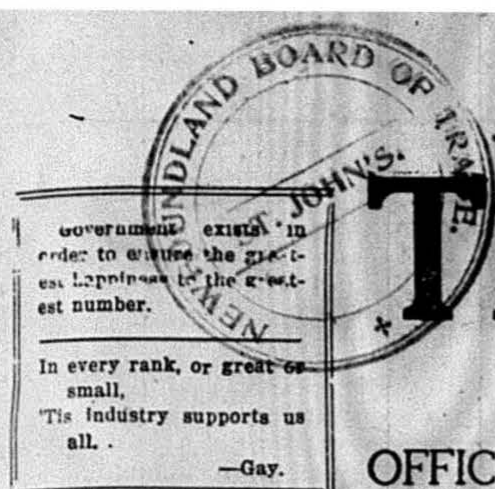 NEWFOUNDLAND BOARD OF TRADE.
ST. JOHN'S.
T
Government exists in
order to ensure the great-
est happiness to the great-
est number.
In every rank, or great or
small,
'Tis industry supports us
all.
—Gay.
OFFIC